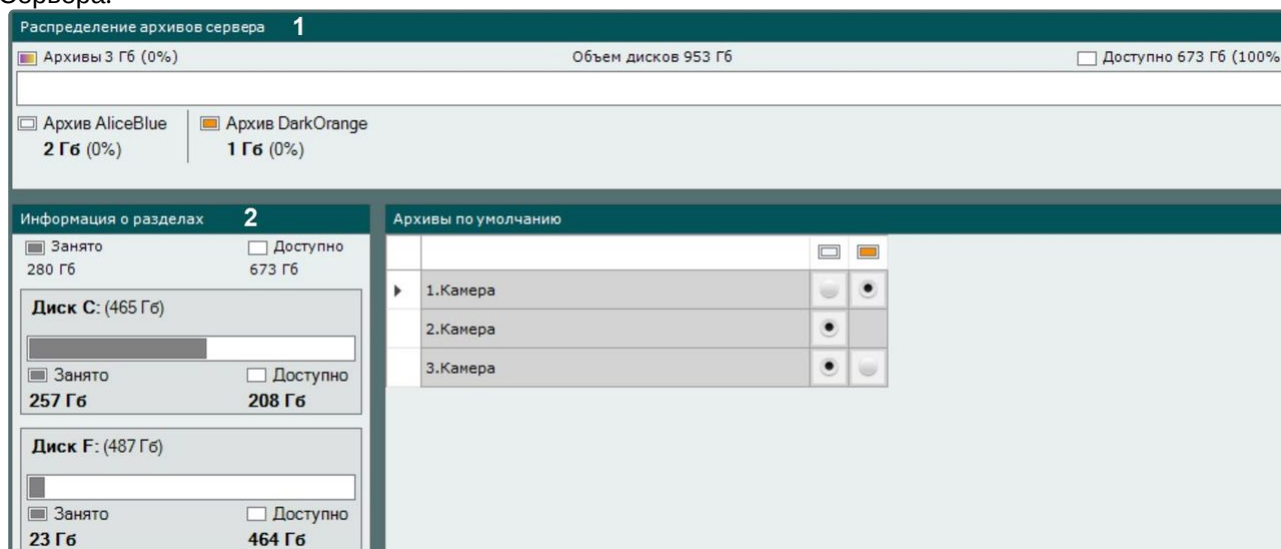 Сервера.
Распределение архивов сервера 1
Архивы 3 Гб (0%) Объем дисков 953 Гб Доступно 673 Гб (100%
Архив AliceBlue Архив DarkOrange
2 Гб (0%) 1 Гб (0%)
Информация о разделах 2
Занято Доступно
280 Гб 673 Гб
Диск C: (465 Гб)
Занято Доступно
257 Гб 208 Гб
Диск F: (487 Гб)
Занято Доступно
23 Гб 464 Гб
Архивы по умолчанию
1.Камера
2.Камера
3.Камера